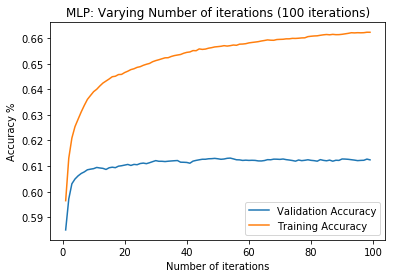 MLP: Varying Number of iterations (100 iterations)
Accuracy %
0.66
0.65
0.64
0.63
0.62
0.61
0.60
0.59
Validation Accuracy
Training Accuracy
0 20 40 60 80 100
Number of iterations